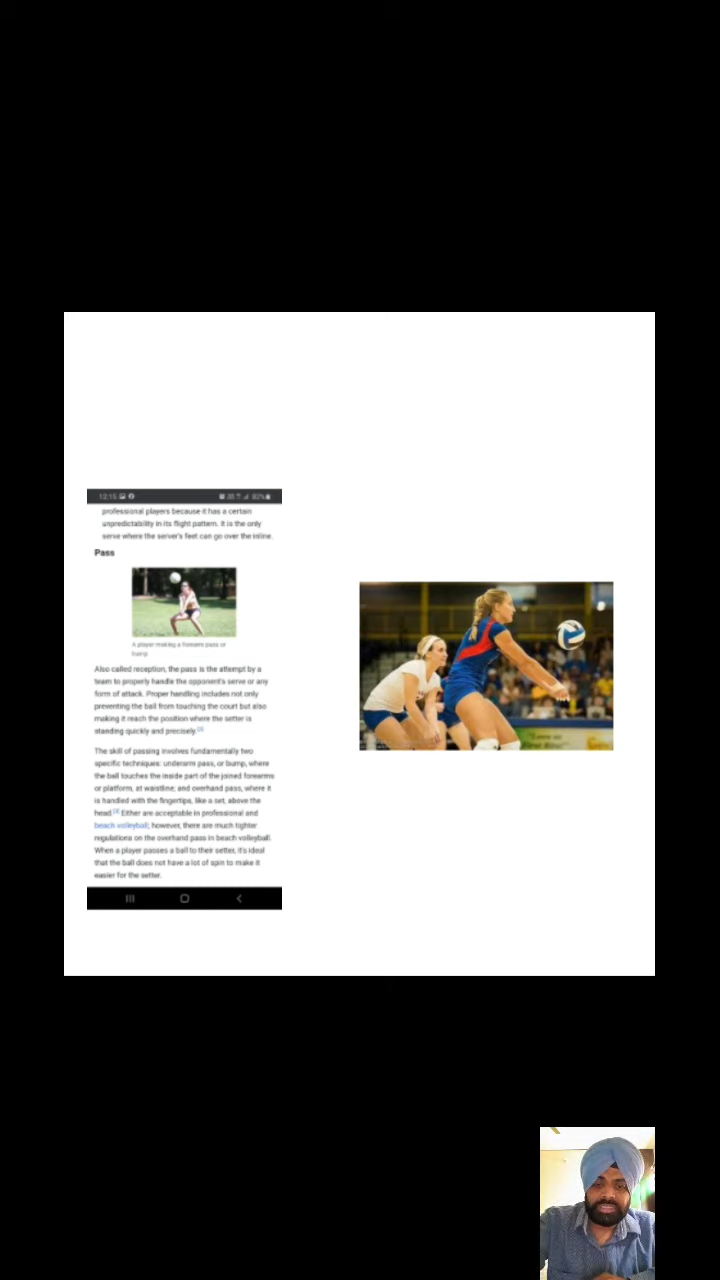 12:15
82%
professional players because it has a certain
unpredictability in its flight pattern. It is the only
serve where the server's feet can go over the inline.
Pass
A player making a forearm pass or
bump
Also called reception, the pass is the attempt by a
team to properly handle the opponent's serve or any
form of attack. Proper handling includes not only
preventing the ball from touching the court but also
making it reach the position where the setter is
standing quickly and precisely.
The skill of passing involves fundamentally two
specific techniques: underarm pass, or bump, where
the ball touches the inside part of the joined forearms
or platform, at waistline; and overhand pass, where it
is handled with the fingertips, like a set, above the
head. Either are acceptable in professional and
beach volleyball; however, there are much tighter
regulations on the overhand pass in beach volleyball.
When a player passes a ball to their setter, it's ideal
that the ball does not have a lot of spin to make it
easier for the setter.